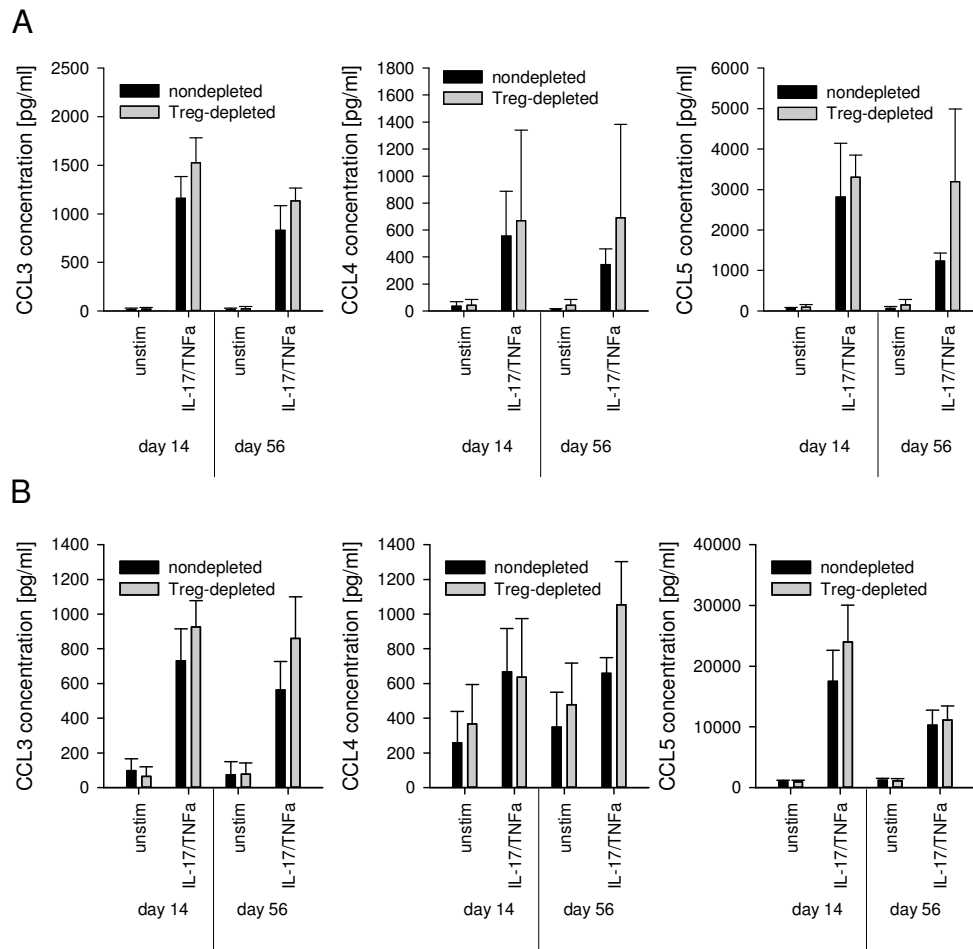 A
CCL3 concentration [pg/ml]
2500
2000
1500
1000
500
0
nondepleted
Treg-depleted
unstim
IL-17/TNFa
unstim
IL-17/TNFa
day 14
day 56
CCL4 concentration [pg/ml]
1800
1600
1400
1200
1000
800
600
400
200
0
nondepleted
Treg-depleted
unstim
IL-17/TNFa
unstim
IL-17/TNFa
day 14
day 56
CCL5 concentration [pg/ml]
6000
5000
4000
3000
2000
1000
0
nondepleted
Treg-depleted
unstim
IL-17/TNFa
unstim
IL-17/TNFa
day 14
day 56
B
CCL3 concentration [pg/ml]
1400
1200
1000
800
600
400
200
0
nondepleted
Treg-depleted
unstim
IL-17/TNFa
unstim
IL-17/TNFa
day 14
day 56
CCL4 concentration [pg/ml]
1400
1200
1000
800
600
400
200
0
nondepleted
Treg-depleted
unstim
IL-17/TNFa
unstim
IL-17/TNFa
day 14
day 56
CCL5 concentration [pg/ml]
40000
30000
20000
10000
0
nondepleted
Treg-depleted
unstim
IL-17/TNFa
unstim
IL-17/TNFa
day 14
day 56